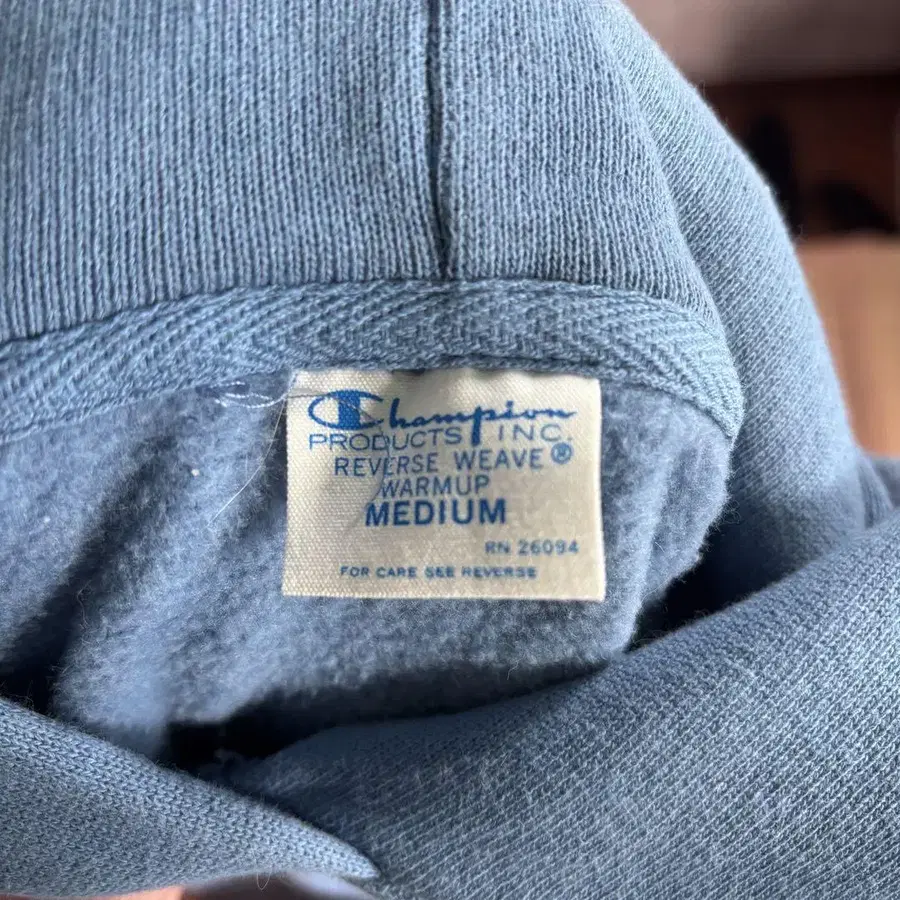 Champion
PRODUCTS INC.
REVERSE WEAVE®
WARMUP
MEDIUM
RN 26094
FOR CARE SEE REVERSE